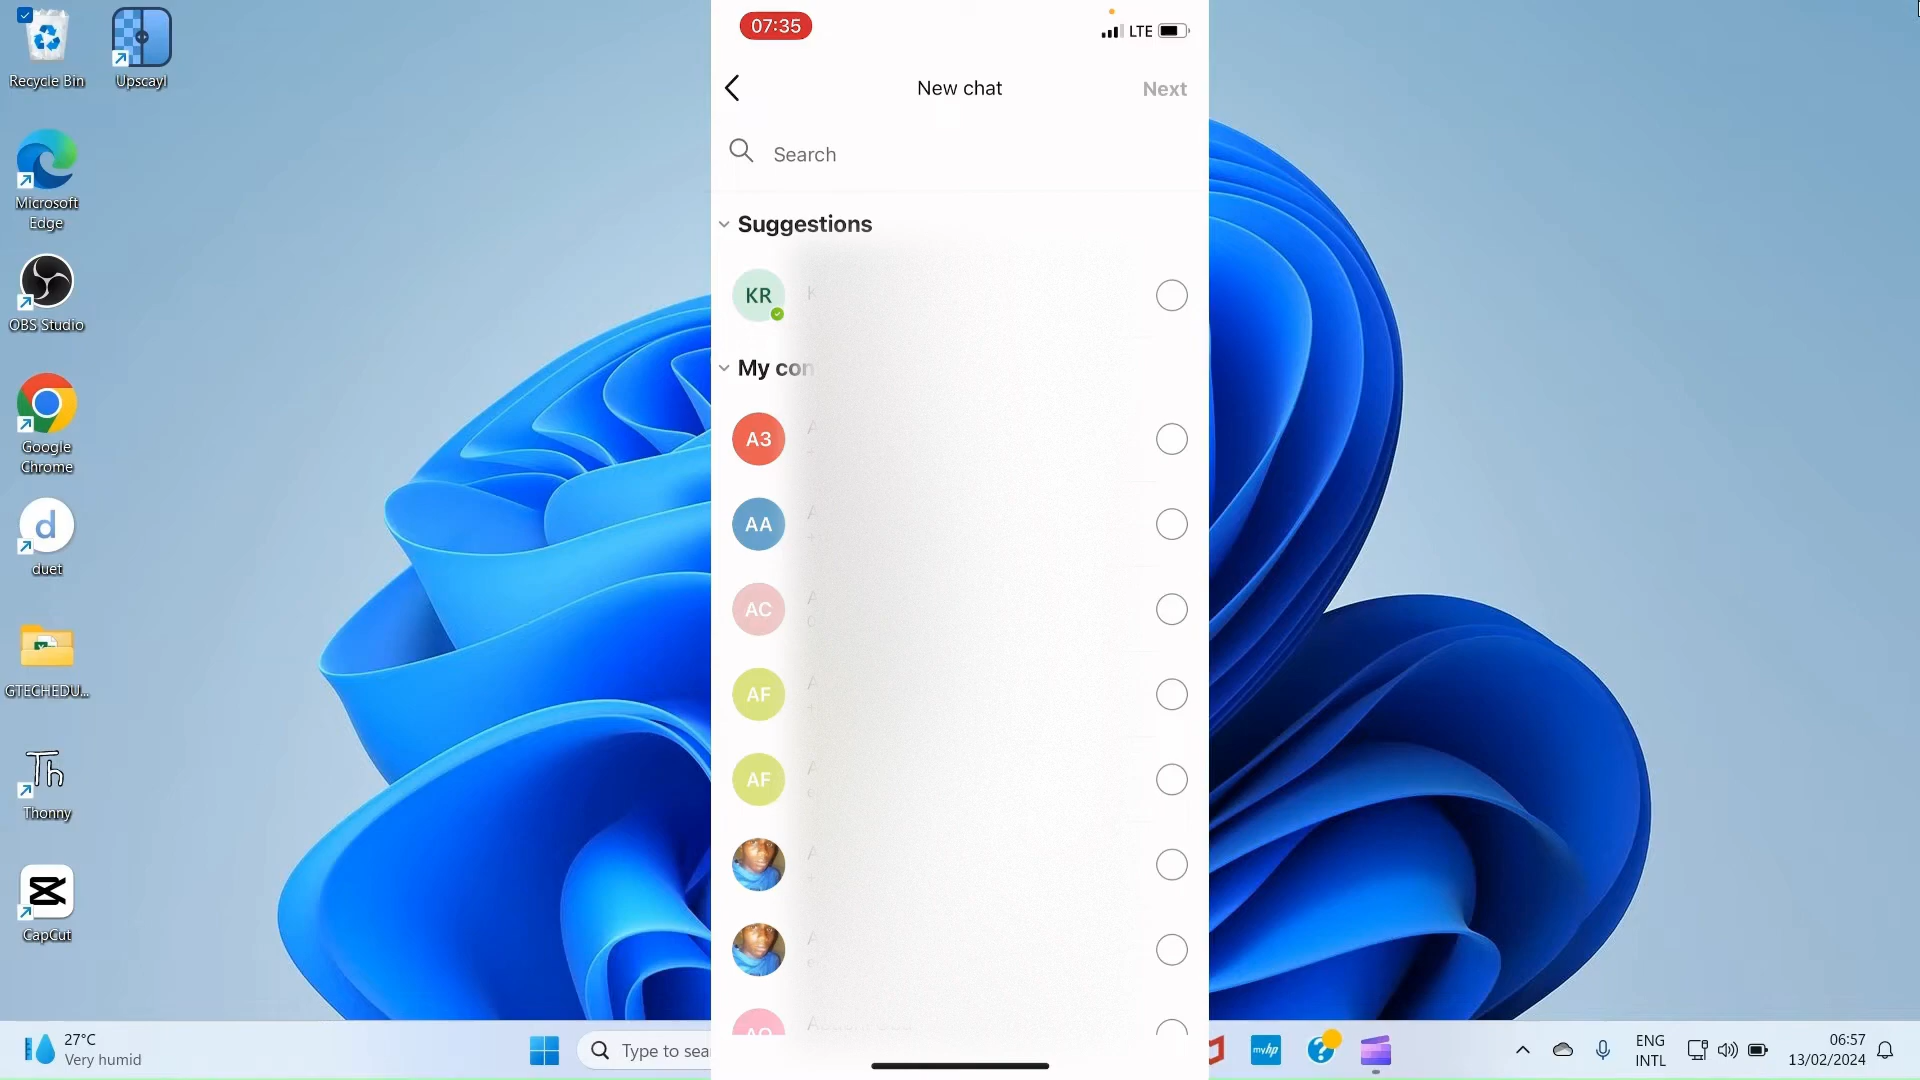 Recycle Bin
Upscayl
Microsoft
Edge
OBS Studio
Google
Chrome
d
duet
GTECHEDU...
Th
Thonny
CapCut
07:35
LTE
New chat
Next
Search
Suggestions
KR
My con
A3
AA
AC
AF
AF
27°C
Very humid
Type to sea
myhp
ENG
INTL
06:57
13/02/2024